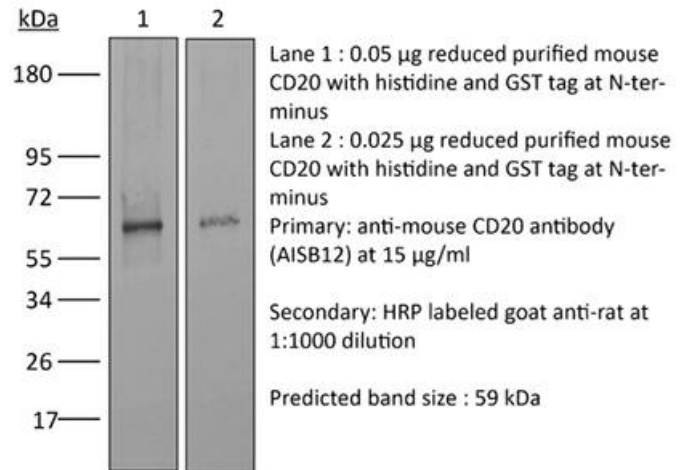 kDa
1
2
180
95
72
55
34
26
17
Lane 1 : 0.05 µg reduced purified mouse
CD20 with histidine and GST tag at N-ter-
minus
Lane 2 : 0.025 µg reduced purified mouse
CD20 with histidine and GST tag at N-ter-
minus
Primary: anti-mouse CD20 antibody
(AISB12) at 15 µg/ml
Secondary: HRP labeled goat anti-rat at
1:1000 dilution
Predicted band size : 59 kDa